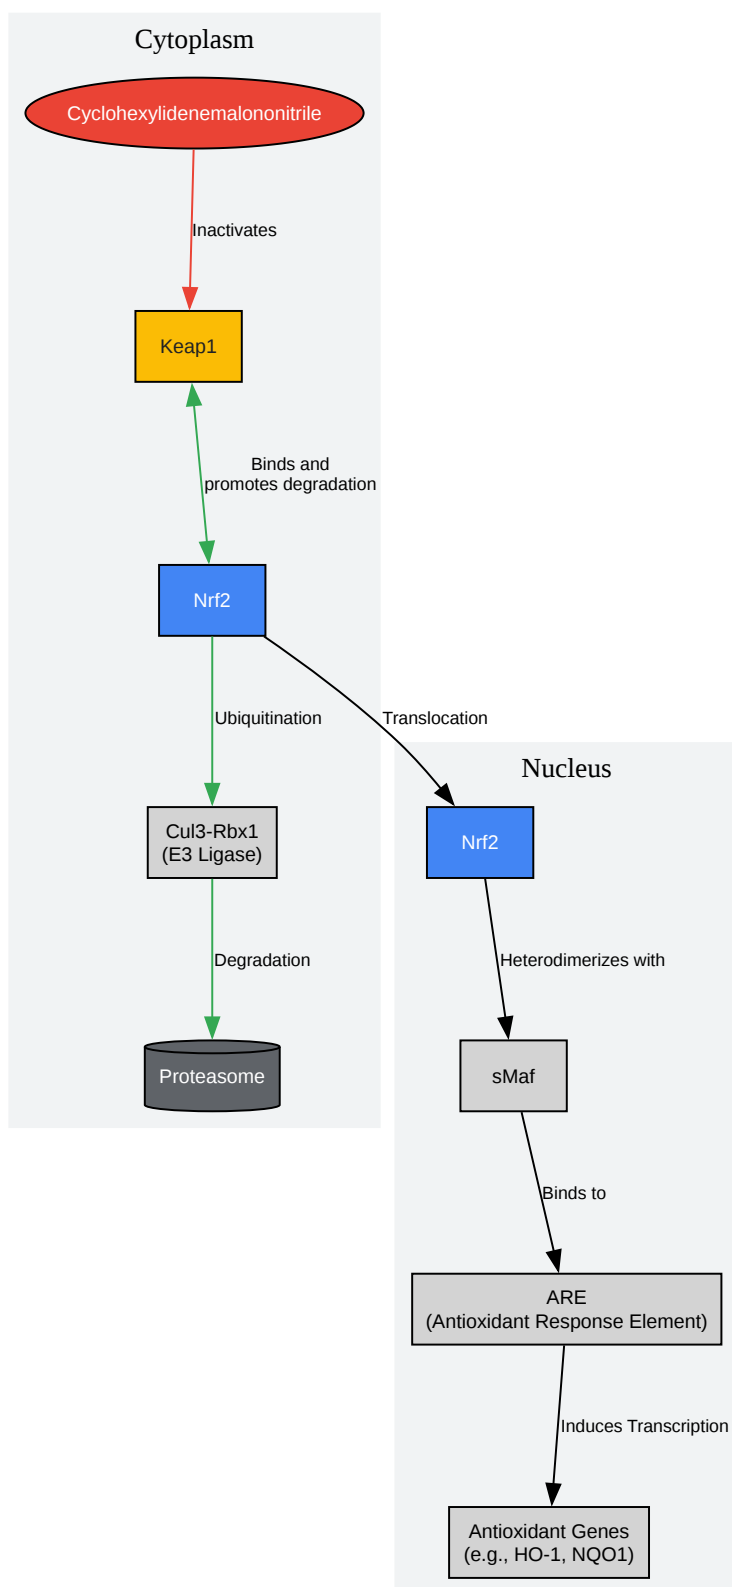 Cytoplasm
Cyclohexylidenemalononitrile
Inactivates
Keap1
Binds and
promotes degradation
Nrf2
Ubiquitination
Translocation
Cul3-Rbx1
(E3 Ligase)
Degradation
Proteasome
Nucleus
Nrf2
Heterodimerizes with
sMaf
Binds to
ARE
(Antioxidant Response Element)
Induces Transcription
Antioxidant Genes
(e.g., HO-1, NQO1)